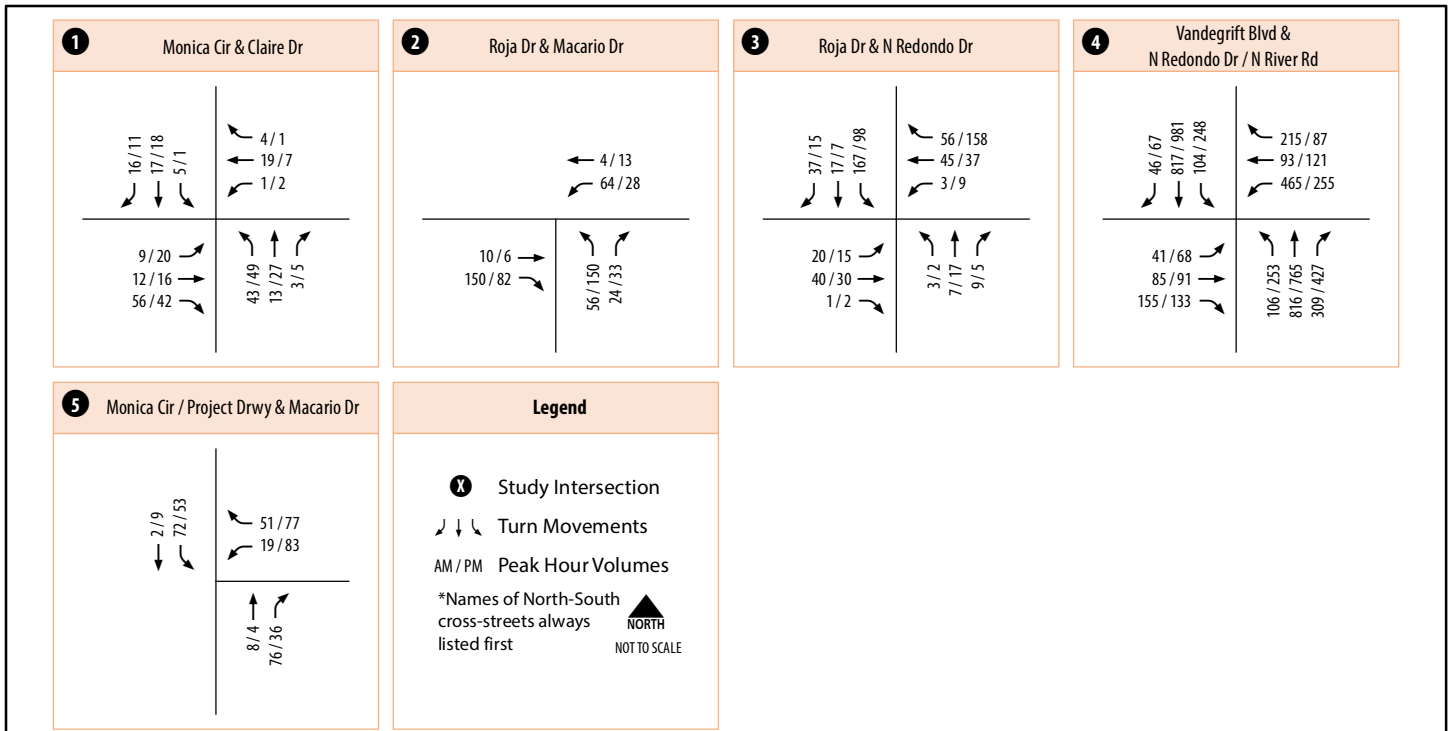 1 Monica Cir & Claire Dr
16 / 11
17 / 18
5 / 1
4 / 1
19 / 7
1 / 2
9 / 20
12 / 16
56 / 42
43 / 49
13 / 27
3 / 5
2 Roja Dr & Macario Dr
4 / 13
64 / 28
10 / 6
150 / 82
56 / 150
24 / 33
3 Roja Dr & N Redondo Dr
37 / 15
17 / 7
167 / 98
56 / 158
45 / 37
3 / 9
20 / 15
40 / 30
1 / 2
3 / 2
7 / 17
9 / 5
4 Vandegrift Blvd &
N Redondo Dr / N River Rd
46 / 67
817 / 981
104 / 248
215 / 87
93 / 121
465 / 255
41 / 68
85 / 91
155 / 133
106 / 253
816 / 765
309 / 427
5 Monica Cir / Project Drwy & Macario Dr
2 / 9
72 / 53
51 / 77
19 / 83
8 / 4
76 / 36
Legend
X Study Intersection
Turn Movements
AM / PM Peak Hour Volumes
*Names of North-South
cross-streets always
listed first
NORTH
NOT TO SCALE